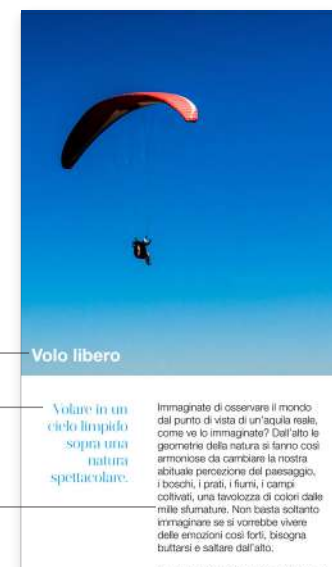 Volo libero
Volare in un
cielo limpido
sopra una
natura
spettacolare.
Immaginate di osservare il mondo
dal punto di vista di un'aquila reale,
come ve lo immaginate? Dall'alto le
geometrie della natura si fanno così
armoniose da cambiare la nostra
abituale percezione del paesaggio,
i boschi, i prati, i fiumi, i campi
coltivati, una tavolozza di colori dalle
mille sfumature. Non basta soltanto
immaginare se si vorrebbe vivere
delle emozioni così forti, bisogna
buttarsi e saltare dall'alto.